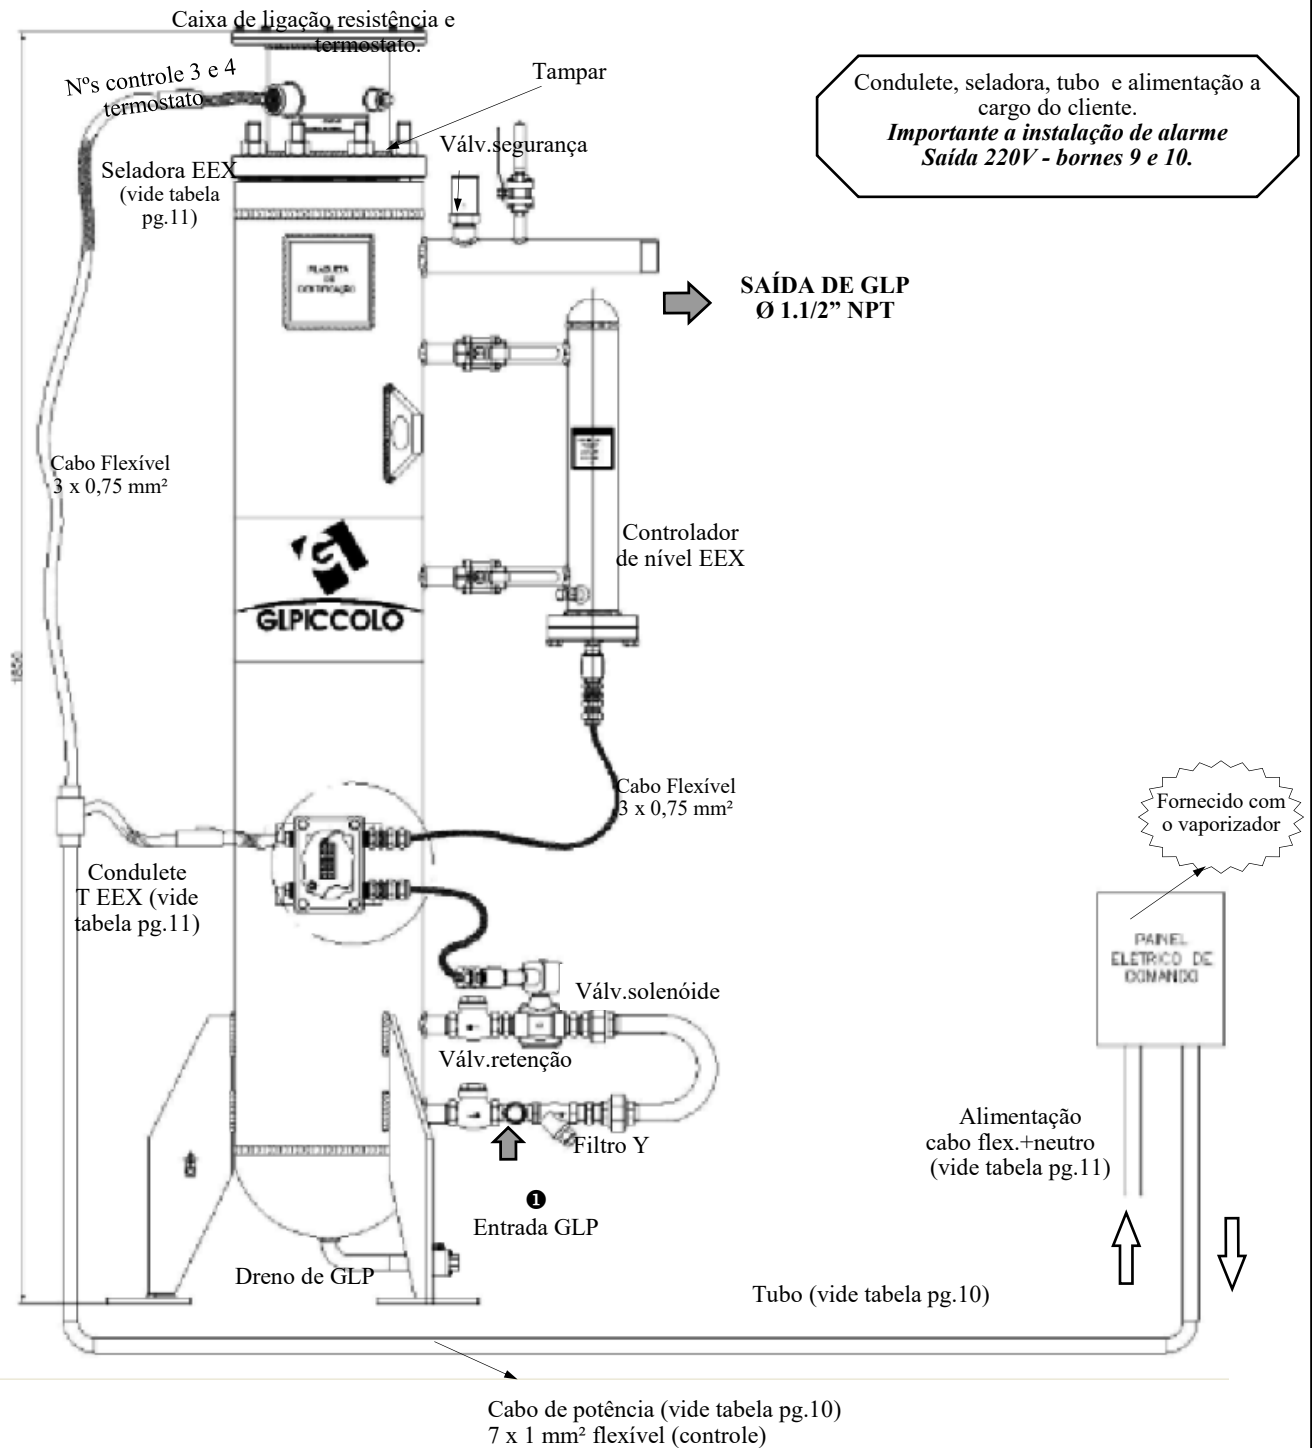 Caixa de ligação resistência e
termostato.
Nºs controle 3 e 4
termostato
Tampar
Condulete, seladora, tubo e alimentação a
cargo do cliente.
Importante a instalação de alarme
Saída 220V - bornes 9 e 10.
Válv.segurança
Seladora EEX
(vide tabela
pg.11)
PLAQUETA
DE
IDENTIFICAÇÃO
SAÍDA DE GLP
Ø 1.1/2” NPT
Cabo Flexível
3 x 0,75 mm²
Controlador
de nível EEX
GLPICCOLO
1850
Cabo Flexível
3 x 0,75 mm²
Fornecido com
o vaporizador
Condulete
T EEX (vide
tabela pg.11)
PAINEL
ELETRICO DE
COMANDO
Válv.solenóide
Válv.retenção
Alimentação
cabo flex.+neutro
(vide tabela pg.11)
Filtro Y
❶
Entrada GLP
Dreno de GLP
Tubo (vide tabela pg.10)
Cabo de potência (vide tabela pg.10)
7 x 1 mm² flexível (controle)